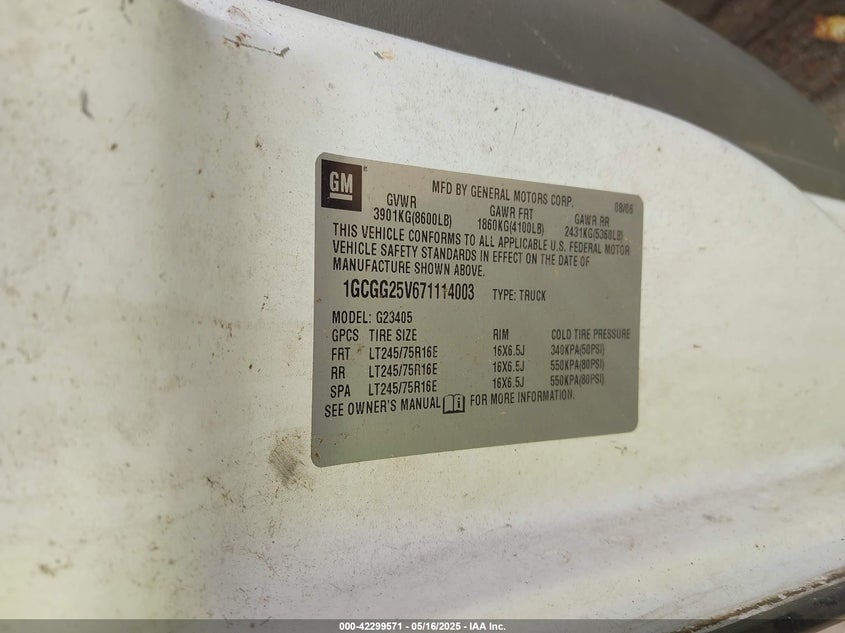 GM ®
MFD BY GENERAL MOTORS CORP. 08/06
GVWR GAWR FRT GAWR RR
3901KG(8600LB) 1860KG(4100LB) 2431KG(5360LB)
THIS VEHICLE CONFORMS TO ALL APPLICABLE U.S. FEDERAL MOTOR
VEHICLE SAFETY STANDARDS IN EFFECT ON THE DATE OF
MANUFACTURE SHOWN ABOVE.
1GCGG25V671114003 TYPE: TRUCK
MODEL: G23405
GPCS TIRE SIZE RIM COLD TIRE PRESSURE
FRT LT245/75R16E 16X6.5J 340KPA(50PSI)
RR LT245/75R16E 16X6.5J 550KPA(80PSI)
SPA LT245/75R16E 16X6.5J 550KPA(80PSI)
SEE OWNER'S MANUAL i FOR MORE INFORMATION.
000-42299571 - 05/16/2025 - IAA Inc.